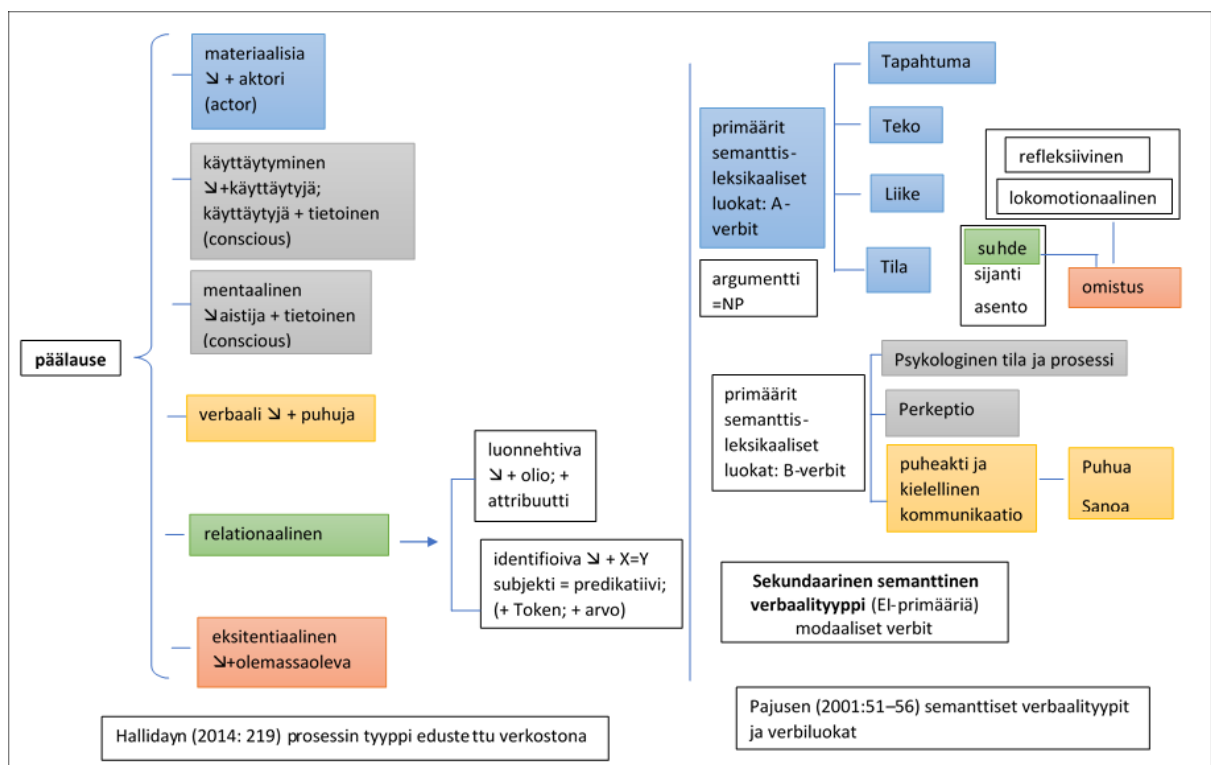 materiaalisia
↘ + aktori
(actor)
käyttäytyminen
↘+käyttäytyjä;
käyttäytyjä + tietoinen
(conscious)
mentaalinen
↘aistija + tietoinen
(conscious)
päälause
verbaali ↘ + puhuja
relationaalinen
luonnehtiva
↘ + olio; +
attribuutti
identifioiva ↘ + X=Y
subjekti = predikatiivi;
(+ Token; + arvo)
eksitentiaalinen
↘+olemassaoleva
Hallidayn (2014: 219) prosessin tyyppi edustettu verkostona
primäärit
semanttis-
leksikaaliset
luokat: A-
verbit
argumentti
=NP
Tapahtuma
Teko
Liike
Tila
refleksiivinen
lokomotionaalinen
suhde
sijanti
asento
omistus
primäärit
semanttis-
leksikaaliset
luokat: B-verbit
Psykologinen tila ja prosessi
Perkeptio
puheakti ja
kielellinen
kommunikaatio
Puhua
Sanoa
Sekundaarinen semanttinen
verbaalityyppi (EI-primääriä)
modaaliset verbit
Pajusen (2001:51–56) semanttiset verbaalityypit
ja verbiluokat